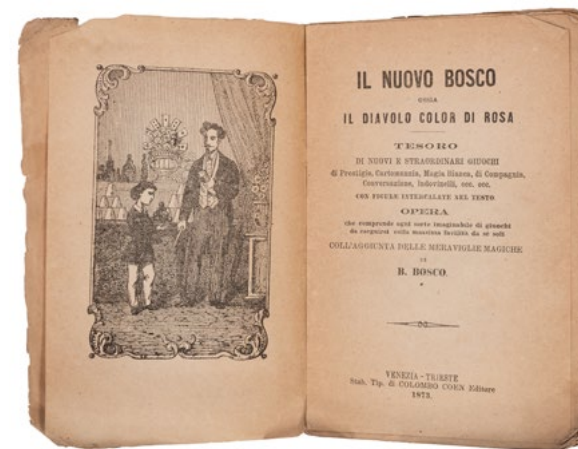 IL NUOVO BOSCO
OSSIA
IL DIAVOLO COLOR DI ROSA
TESORO
DI NUOVI E STRAORDINARI GIUOCHI
di Prestigio, Cartomanzia, Magia Bianca, di Compagnia,
Conversazione, Indovinelli, ecc. ecc.
CON FIGURE INTERCALATE NEL TESTO
OPERA
che comprende ogni sorte imaginabile di giuochi
da eseguirsi colla massima facilità da sè soli
COLL'AGGIUNTA DELLE MERAVIGLIE MAGICHE
DI
B. BOSCO.
VENEZIA - TRIESTE
Stab. Tip. di COLOMBO COEN Editore
1873.